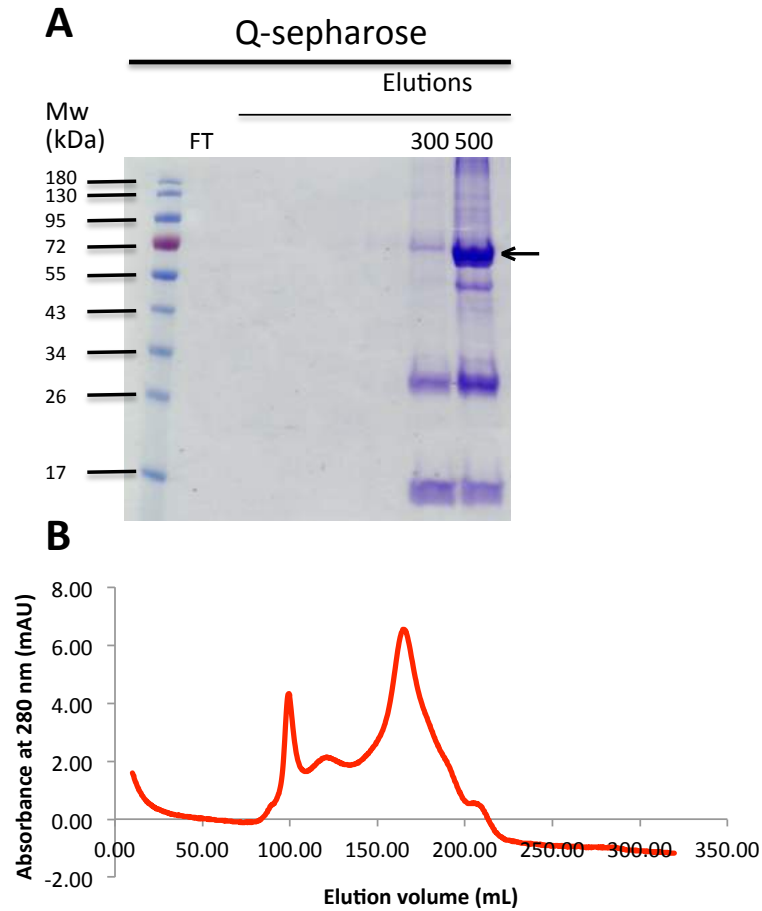 A
Q-sepharose
Elutions
Mw
(kDa)
FT
300 500
180
130
95
72
55
43
34
26
17
B
Absorbance at 280 nm (mAU)
8.00
6.00
4.00
2.00
0.00
-2.00
0.00 50.00 100.00 150.00 200.00 250.00 300.00 350.00
Elution volume (mL)